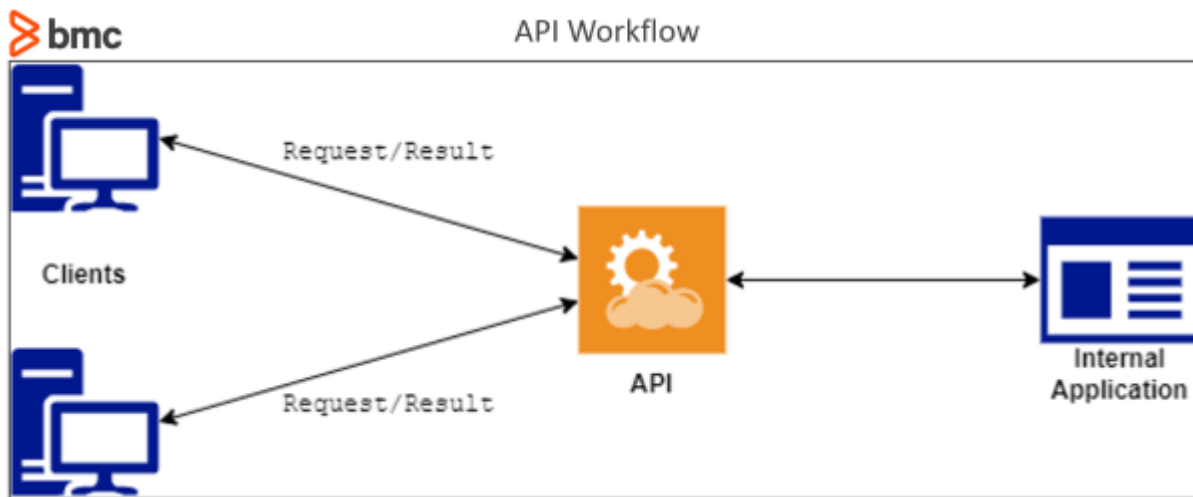 bmc
API Workflow
Request/Result
Clients
API
Request/Result
Internal
Application